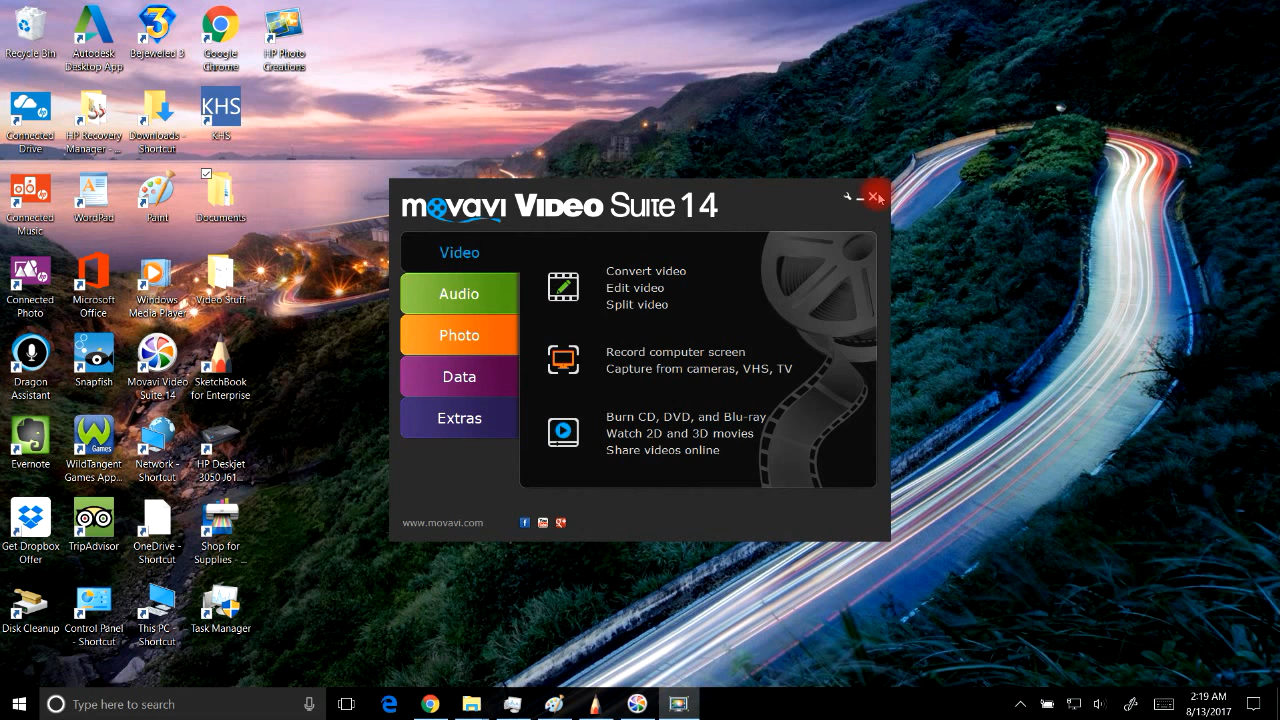 Recycle Bin
Autodesk
Desktop App
Bejeweled 3
Google
Chrome
HP Photo
Creations
Connected
Drive
HP Recovery
Manager - ...
Downloads -
Shortcut
KHS
KHS
Connected
Music
WordPad
Paint
Documents
Connected
Photo
Microsoft
Office
Windows
Media Player
Video Stuff
Dragon
Assistant
Snapfish
Movavi Video
Suite 14
SketchBook
for Enterprise
Evernote
Games
WildTangent
Games App...
Network -
Shortcut
HP Deskjet
3050 J61...
Get Dropbox
Offer
TripAdvisor
OneDrive -
Shortcut
Shop for
Supplies - ...
Disk Cleanup
Control Panel
- Shortcut
This PC -
Shortcut
Task Manager
movavi Video Suite 14
Video
Audio
Photo
Data
Extras
Convert video
Edit video
Split video
Record computer screen
Capture from cameras, VHS, TV
Burn CD, DVD, and Blu-ray
Watch 2D and 3D movies
Share videos online
www.movavi.com
Type here to search
2:19 AM
8/13/2017